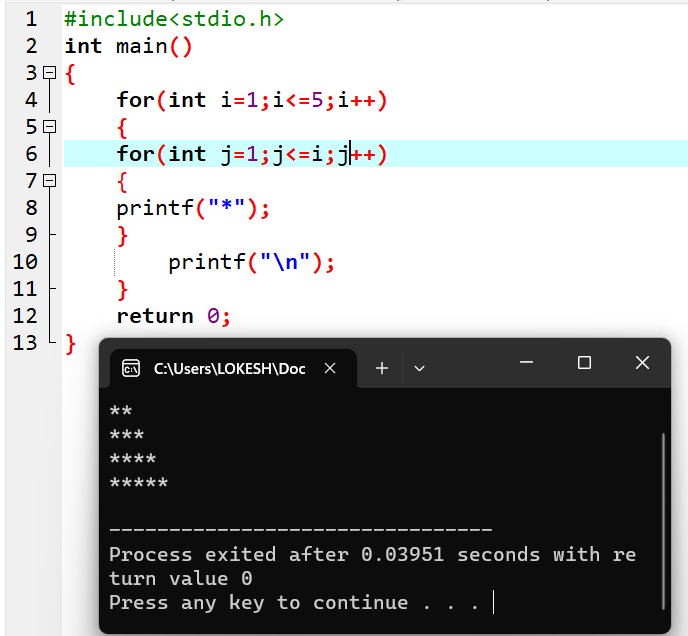 1 #include<stdio.h>
2 int main()
3 {
4 for(int i=1;i<=5;i++)
5 {
6 for(int j=1;j<=i;j++)
7 {
8 printf("*");
9 }
10 printf("\n");
11 }
12 return 0;
13 }
C:\Users\LOKESH\Doc
**
***
****
*****
--------------------------------
Process exited after 0.03951 seconds with re
turn value 0
Press any key to continue . . .